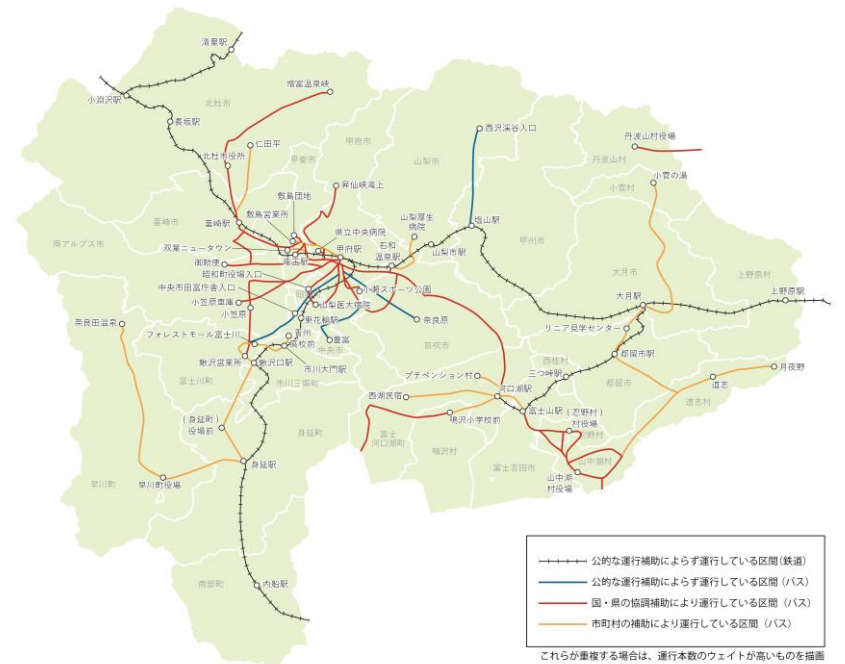 清里駅
小淵沢駅
北杜市
増富温泉峡
長坂駅
仁田平
甲府市
西沢渓谷入口
丹波山村役場
北杜市役所
甲斐市
山梨市
丹波山村
昇仙峡滝上
小菅の湯
小菅村
敷島団地
敷島営業所
韮崎市
韮崎駅
県立中央病院
山梨厚生
病院
塩山駅
南アルプス市
双葉ニュータウン
竜王駅
甲府駅
石和
温泉駅
山梨市駅
甲州市
御勅使
昭和町役場入口
大月市
上野原村
中央市田富庁舎入口
小瀬スポーツ公園
大月駅
上野原駅
小笠原車庫
山梨医大病院
小笠原
東花輪駅
奈良原
リニア見学センター
奈良田温泉
フォレストモール富士川
青州
高校前
豊富
中央市
笛吹市
西桂村
都留市駅
鰍沢営業所
鰍沢口駅
市川大門駅
プチペンション村
三つ峠駅
月夜野
富士川町
市川三郷町
河口湖駅
都留市
道志
西湖民宿
道志村
(身延町)
役場前
身延町
鳴沢小学校前
富士山駅
(忍野村)
村役場
忍野村
富士
河口湖町
鳴沢村
富士吉田市
山中湖村
身延駅
早川町
早川町役場
山中湖
村役場
南部町
内船駅
公的な運行補助によらず運行している区間(鉄道)
公的な運行補助によらず運行している区間(バス)
国・県の協調補助により運行している区間(バス)
市町村の補助により運行している区間(バス)
これらが重複する場合は、運行本数のウェイトが高いものを描画